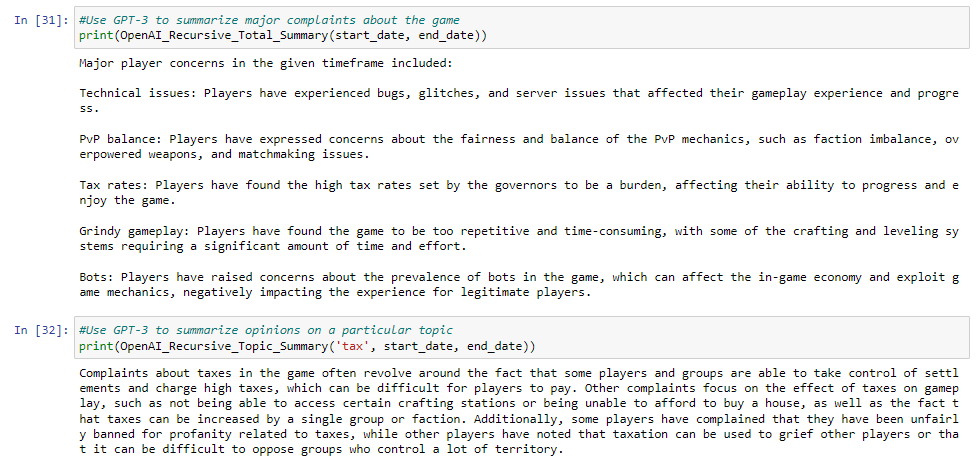 In [31]: #Use GPT-3 to summarize major complaints about the game
print(OpenAI_Recursive_Total_Summary(start_date, end_date))
Major player concerns in the given timeframe included:
Technical issues: Players have experienced bugs, glitches, and server issues that affected their gameplay experience and progre
ss.
PvP balance: Players have expressed concerns about the fairness and balance of the PvP mechanics, such as faction imbalance, ov
erpowered weapons, and matchmaking issues.
Tax rates: Players have found the high tax rates set by the governors to be a burden, affecting their ability to progress and e
njoy the game.
Grindy gameplay: Players have found the game to be too repetitive and time-consuming, with some of the crafting and leveling sy
stems requiring a significant amount of time and effort.
Bots: Players have raised concerns about the prevalence of bots in the game, which can affect the in-game economy and exploit g
ame mechanics, negatively impacting the experience for legitimate players.
In [32]: #Use GPT-3 to summarize opinions on a particular topic
print(OpenAI_Recursive_Topic_Summary('tax', start_date, end_date))
Complaints about taxes in the game often revolve around the fact that some players and groups are able to take control of settl
ements and charge high taxes, which can be difficult for players to pay. Other complaints focus on the effect of taxes on gamep
lay, such as not being able to access certain crafting stations or being unable to afford to buy a house, as well as the fact t
hat taxes can be increased by a single group or faction. Additionally, some players have complained that they have been unfairl
y banned for profanity related to taxes, while other players have noted that taxation can be used to grief other players or tha
t it can be difficult to oppose groups who control a lot of territory.